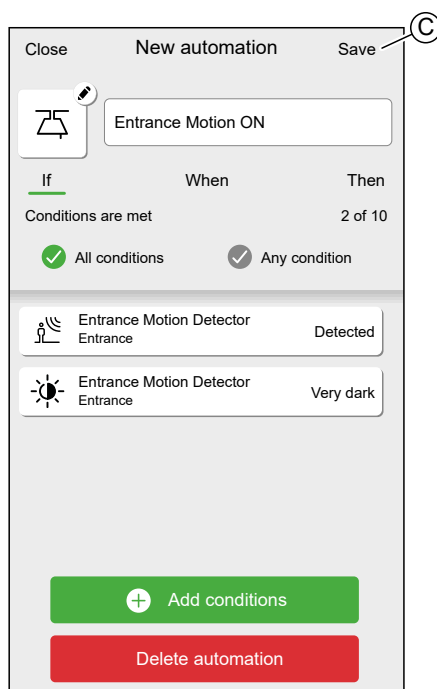 C
Close New automation Save
Entrance Motion ON
If When Then
Conditions are met 2 of 10
All conditions Any condition
Entrance Motion Detector
Entrance
Detected
Entrance Motion Detector
Entrance
Very dark
Add conditions
Delete automation